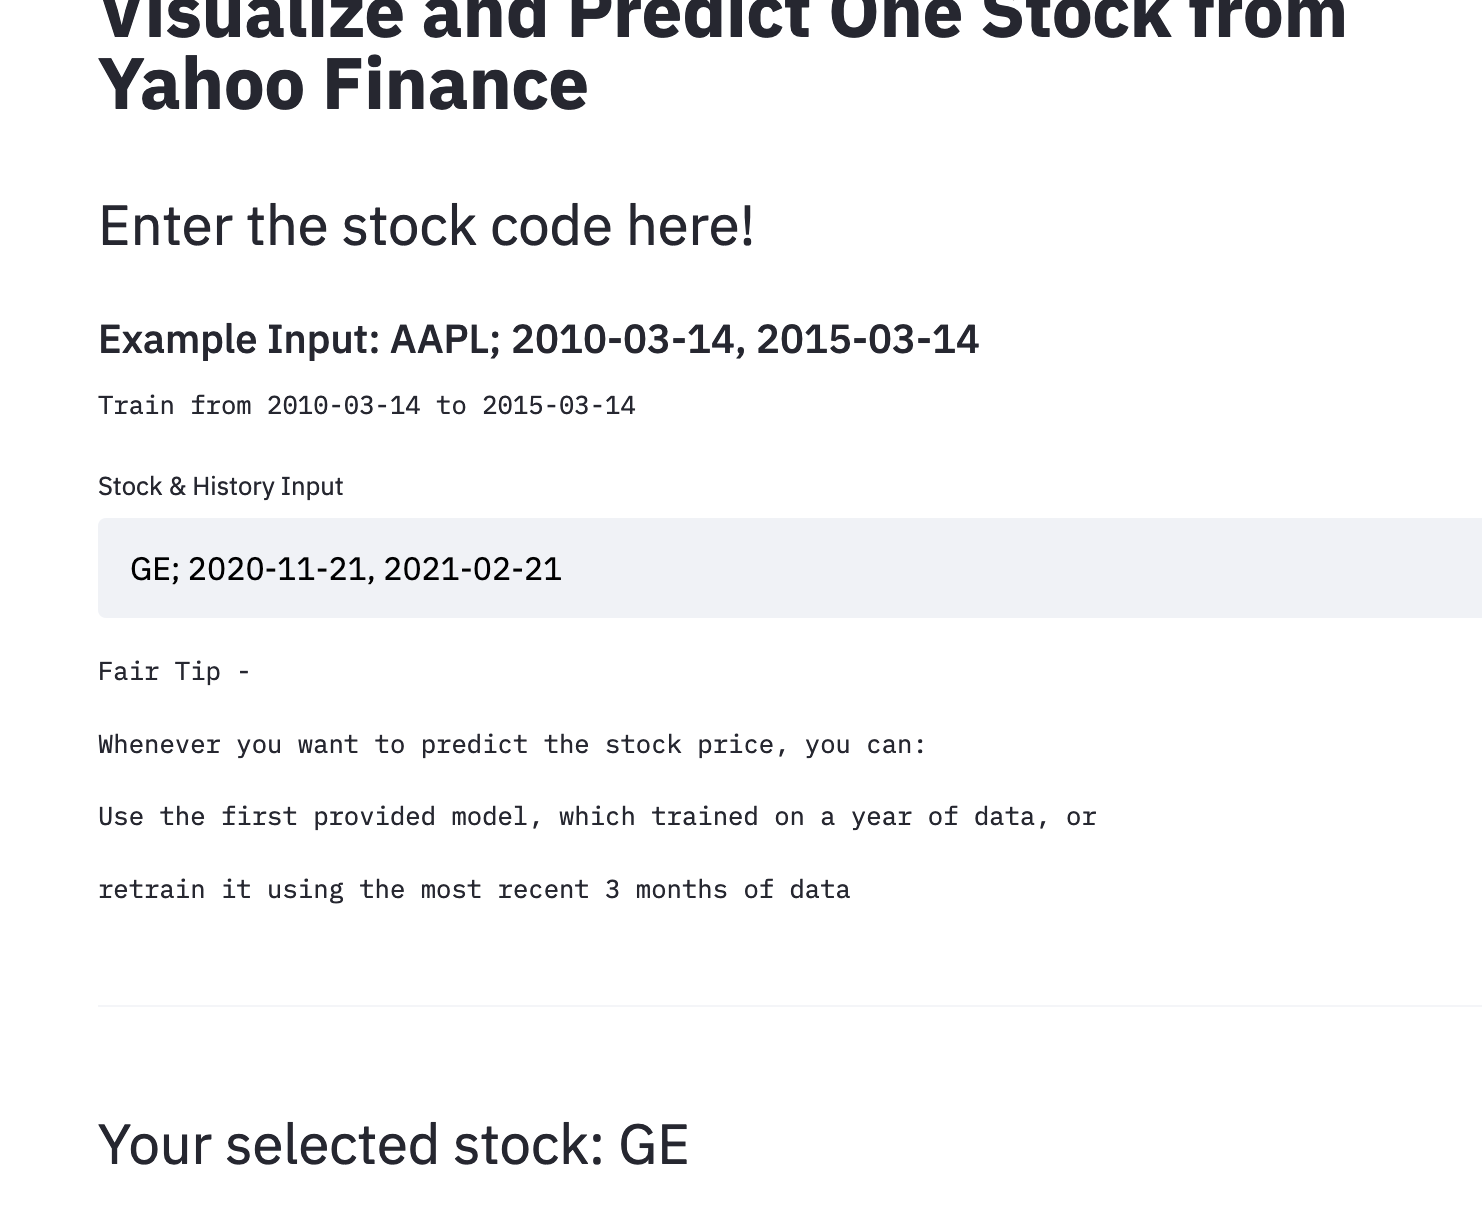 Visualize and Predict One Stock from
Yahoo Finance
Enter the stock code here!
Example Input: AAPL; 2010-03-14, 2015-03-14
Train from 2010-03-14 to 2015-03-14
Stock & History Input
GE; 2020-11-21, 2021-02-21
Fair Tip -
Whenever you want to predict the stock price, you can:
Use the first provided model, which trained on a year of data, or
retrain it using the most recent 3 months of data
Your selected stock: GE